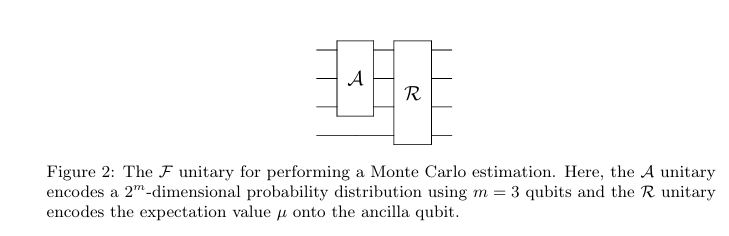 𝒜
ℛ
Figure 2: The ℱ unitary for performing a Monte Carlo estimation. Here, the 𝒜 unitary
encodes a 2^m-dimensional probability distribution using m = 3 qubits and the ℛ unitary
encodes the expectation value μ onto the ancilla qubit.